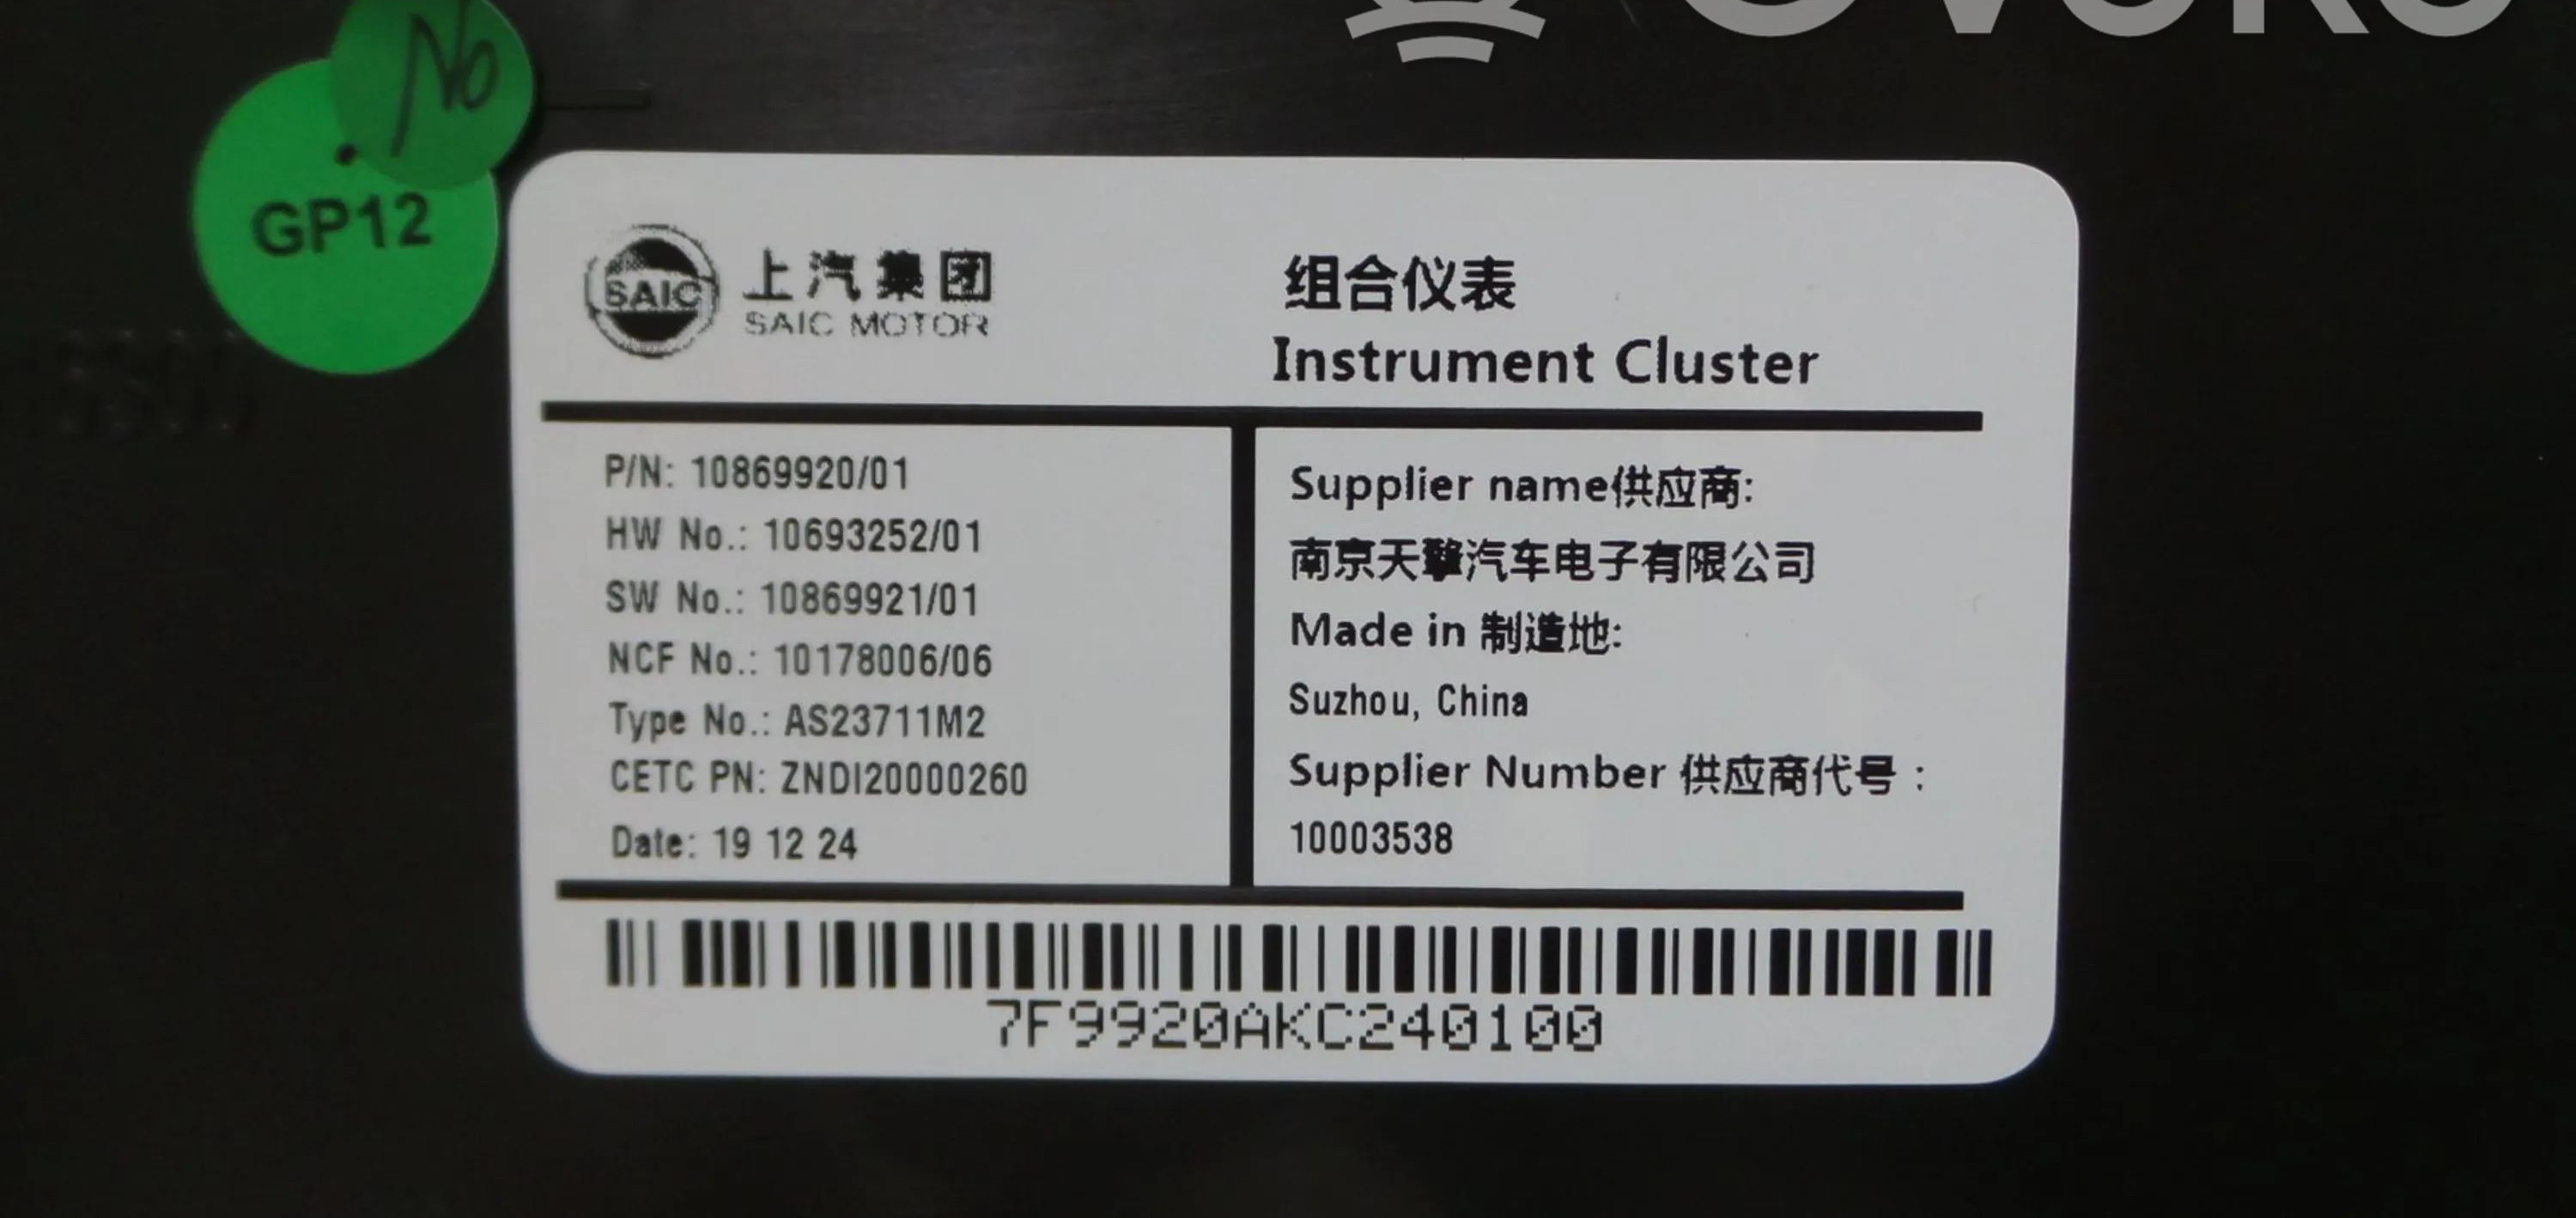 No
GP12
SAIC
上汽集团
SAIC MOTOR
组合仪表
Instrument Cluster
P/N: 10869920/01
HW No.: 10693252/01
SW No.: 10869921/01
NCF No.: 10178006/06
Type No.: AS23711M2
CETC PN: ZNDI20000260
Date: 19 12 24
Supplier name供应商:
南京天擎汽车电子有限公司
Made in 制造地:
Suzhou, China
Supplier Number 供应商代号：
10003538
7F9920AKC240100